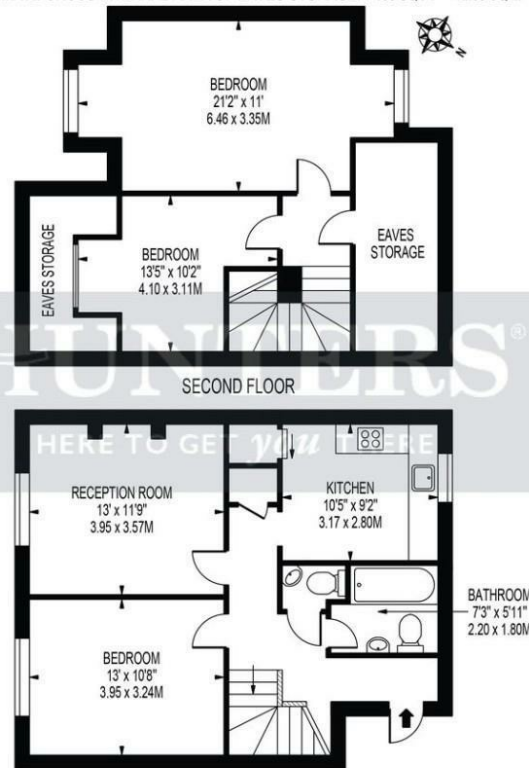 N
BEDROOM
21'2" x 11'
6.46 x 3.35M
EAVES STORAGE
BEDROOM
13'5" x 10'2"
4.10 x 3.11M
EAVES
STORAGE
HUNTERS®
SECOND FLOOR
HERE TO GET you THERE
RECEPTION ROOM
13' x 11'9"
3.95 x 3.57M
KITCHEN
10'5" x 9'2"
3.17 x 2.80M
BATHROOM
7'3" x 5'11"
2.20 x 1.80M
BEDROOM
13' x 10'8"
3.95 x 3.24M